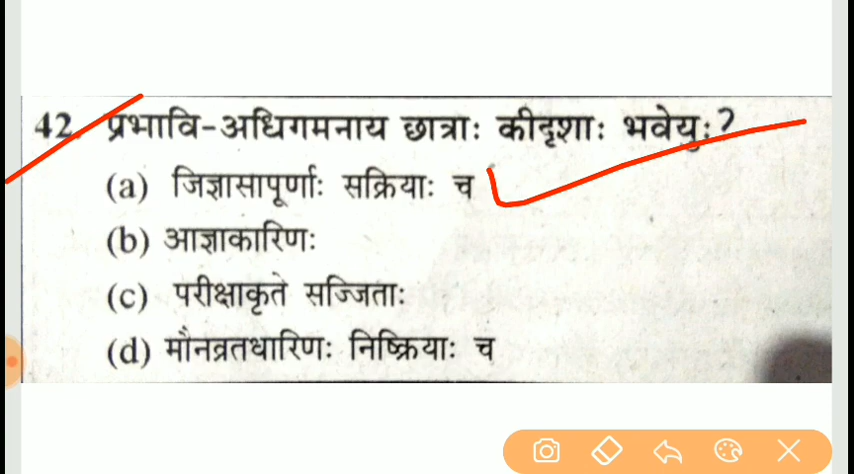 42. प्रभावि-अधिगमनाय छात्राः कीदृशाः भवेयुः?
(a) जिज्ञासापूर्णाः सक्रियाः च
(b) आज्ञाकारिणः
(c) परीक्षाकृते सज्जिताः
(d) मौनव्रतधारिणः निष्क्रियाः च